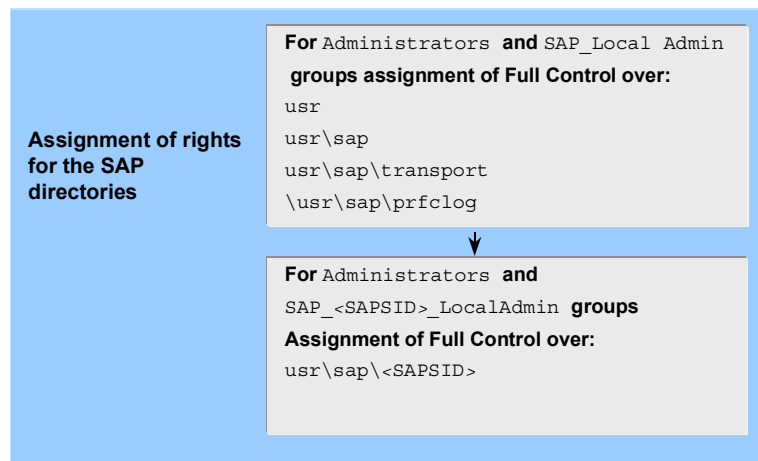 Assignment of rights
for the SAP
directories
For Administrators and SAP_Local Admin
groups assignment of Full Control over:
usr
usr\sap
usr\sap\transport
\usr\sap\prfclog
For Administrators and
SAP_<SAPSID>_LocalAdmin groups
Assignment of Full Control over:
usr\sap\<SAPSID>